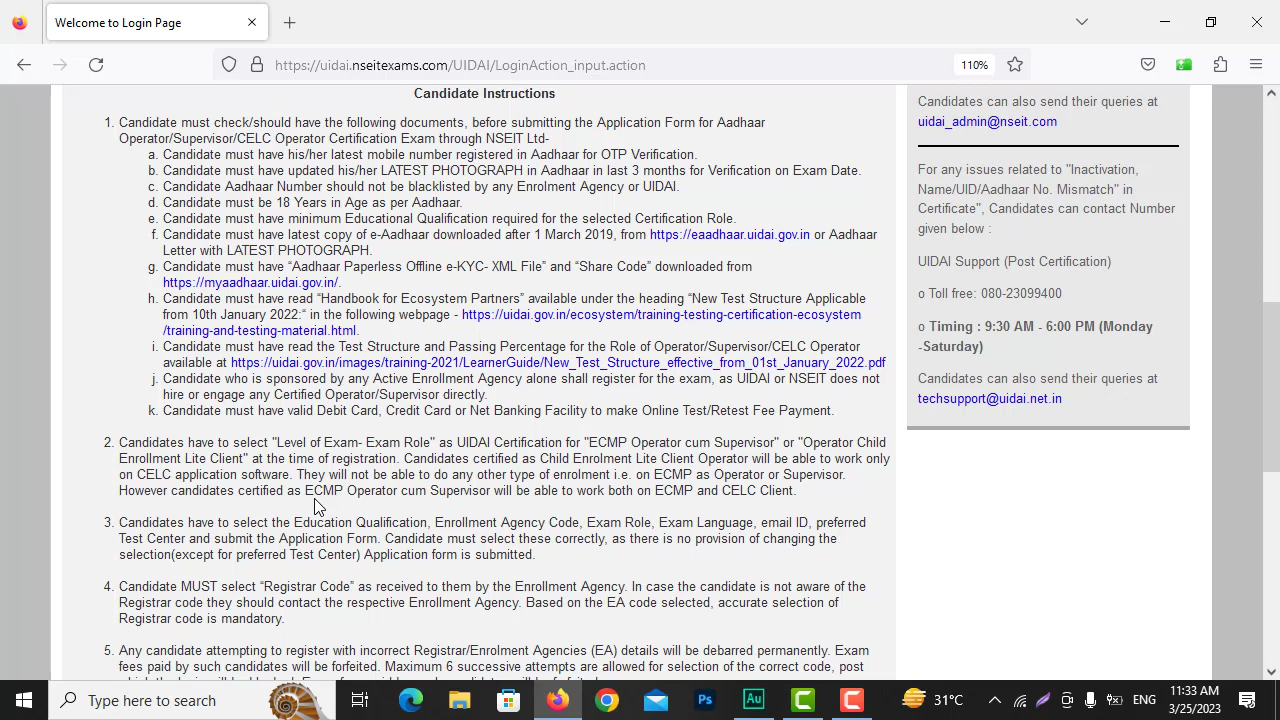 Welcome to Login Page
https://uidai.nseitexams.com/UIDAI/LoginAction_input.action
110%
Candidate Instructions
1. Candidate must check/should have the following documents, before submitting the Application Form for Aadhaar
Operator/Supervisor/CELC Operator Certification Exam through NSEIT Ltd-
a. Candidate must have his/her latest mobile number registered in Aadhaar for OTP Verification.
b. Candidate must have updated his/her LATEST PHOTOGRAPH in Aadhaar in last 3 months for Verification on Exam Date.
c. Candidate Aadhaar Number should not be blacklisted by any Enrolment Agency or UIDAI.
d. Candidate must be 18 Years in Age as per Aadhaar.
e. Candidate must have minimum Educational Qualification required for the selected Certification Role.
f. Candidate must have latest copy of e-Aadhaar downloaded after 1 March 2019, from https://eaadhaar.uidai.gov.in or Aadhaar
Letter with LATEST PHOTOGRAPH.
g. Candidate must have “Aadhaar Paperless Offline e-KYC- XML File” and “Share Code” downloaded from
https://myaadhaar.uidai.gov.in/.
h. Candidate must have read “Handbook for Ecosystem Partners” available under the heading “New Test Structure Applicable
from 10th January 2022:“ in the following webpage - https://uidai.gov.in/ecosystem/training-testing-certification-ecosystem
/training-and-testing-material.html.
i. Candidate must have read the Test Structure and Passing Percentage for the Role of Operator/Supervisor/CELC Operator
available at https://uidai.gov.in/images/training-2021/LearnerGuide/New_Test_Structure_effective_from_01st_January_2022.pdf
j. Candidate who is sponsored by any Active Enrollment Agency alone shall register for the exam, as UIDAI or NSEIT does not
hire or engage any Certified Operator/Supervisor directly.
k. Candidate must have valid Debit Card, Credit Card or Net Banking Facility to make Online Test/Retest Fee Payment.
2. Candidates have to select "Level of Exam- Exam Role" as UIDAI Certification for "ECMP Operator cum Supervisor" or "Operator Child
Enrollment Lite Client" at the time of registration. Candidates certified as Child Enrolment Lite Client Operator will be able to work only
on CELC application software. They will not be able to do any other type of enrolment i.e. on ECMP as Operator or Supervisor.
However candidates certified as ECMP Operator cum Supervisor will be able to work both on ECMP and CELC Client.
3. Candidates have to select the Education Qualification, Enrollment Agency Code, Exam Role, Exam Language, email ID, preferred
Test Center and submit the Application Form. Candidate must select these correctly, as there is no provision of changing the
selection(except for preferred Test Center) Application form is submitted.
4. Candidate MUST select “Registrar Code” as received to them by the Enrollment Agency. In case the candidate is not aware of the
Registrar code they should contact the respective Enrollment Agency. Based on the EA code selected, accurate selection of
Registrar code is mandatory.
5. Any candidate attempting to register with incorrect Registrar/Enrolment Agencies (EA) details will be debarred permanently. Exam
fees paid by such candidates will be forfeited. Maximum 6 successive attempts are allowed for selection of the correct code, post
Candidates can also send their queries at
uidai_admin@nseit.com
For any issues related to "Inactivation,
Name/UID/Aadhaar No. Mismatch" in
Certificate", Candidates can contact Number
given below :
UIDAI Support (Post Certification)
o Toll free: 080-23099400
o Timing : 9:30 AM - 6:00 PM (Monday
-Saturday)
Candidates can also send their queries at
techsupport@uidai.net.in
Type here to search
Ps
Au
C
C
31°C
ENG
11:33 AM
3/25/2023